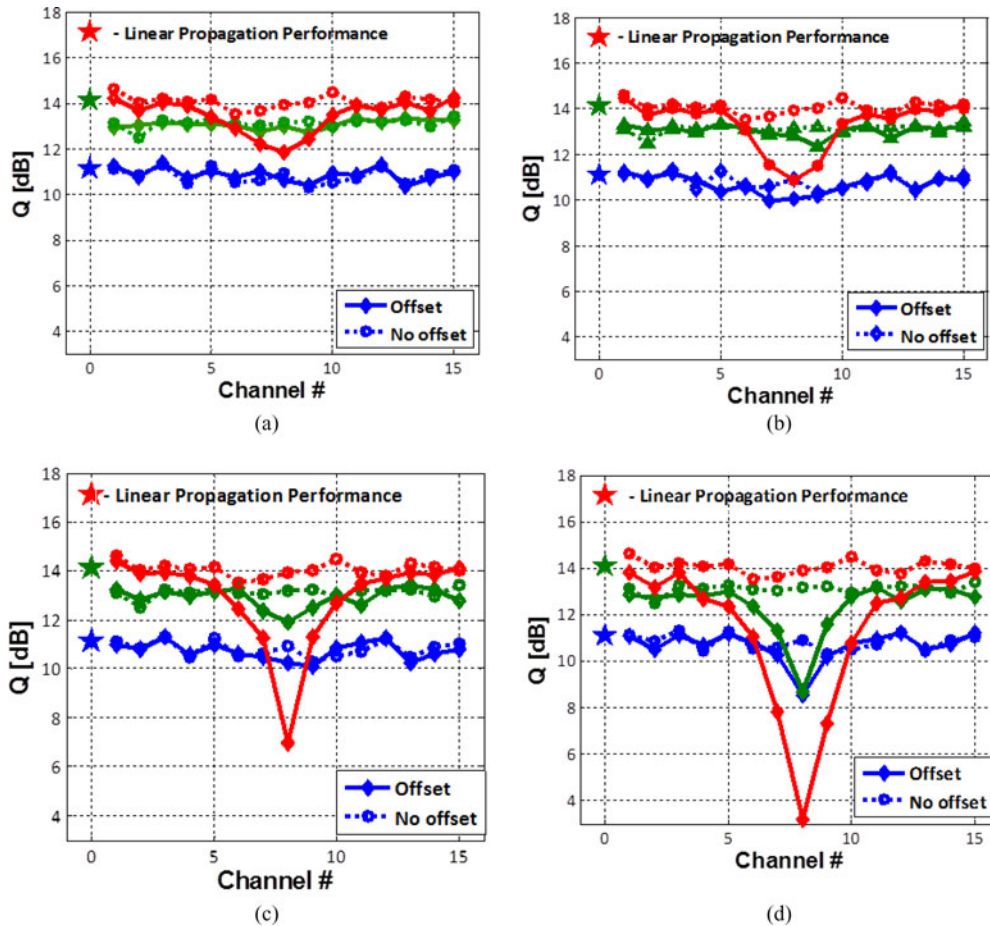 18
16
14
12
10
8
6
4
Q [dB]
- Linear Propagation Performance
Offset
No offset
0 5 10 15
Channel #
(a)
18
16
14
12
10
8
6
4
Q [dB]
- Linear Propagation Performance
Offset
No offset
0 5 10 15
Channel #
(b)
18
16
14
12
10
8
6
4
Q [dB]
- Linear Propagation Performance
Offset
No offset
0 5 10 15
Channel #
(c)
18
16
14
12
10
8
6
4
Q [dB]
- Linear Propagation Performance
Offset
No offset
0 5 10 15
Channel #
(d)